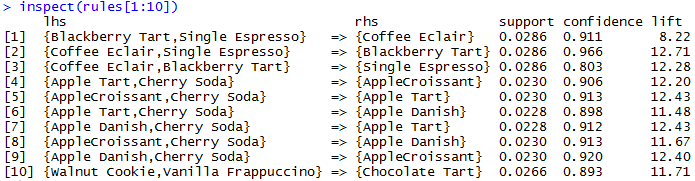 > inspect(rules[1:10])
lhs rhs support confidence lift
[1] {Blackberry Tart,Single Espresso} => {Coffee Eclair} 0.0286 0.911 8.22
[2] {Coffee Eclair,Single Espresso} => {Blackberry Tart} 0.0286 0.966 12.71
[3] {Coffee Eclair,Blackberry Tart} => {Single Espresso} 0.0286 0.803 12.28
[4] {Apple Tart,Cherry Soda} => {AppleCroissant} 0.0230 0.906 12.20
[5] {AppleCroissant,Cherry Soda} => {Apple Tart} 0.0230 0.913 12.43
[6] {Apple Tart,Cherry Soda} => {Apple Danish} 0.0228 0.898 11.48
[7] {Apple Danish,Cherry Soda} => {Apple Tart} 0.0228 0.912 12.43
[8] {AppleCroissant,Cherry Soda} => {Apple Danish} 0.0230 0.913 11.67
[9] {Apple Danish,Cherry Soda} => {AppleCroissant} 0.0230 0.920 12.40
[10] {Walnut Cookie,Vanilla Frappuccino} => {Chocolate Tart} 0.0266 0.893 11.71